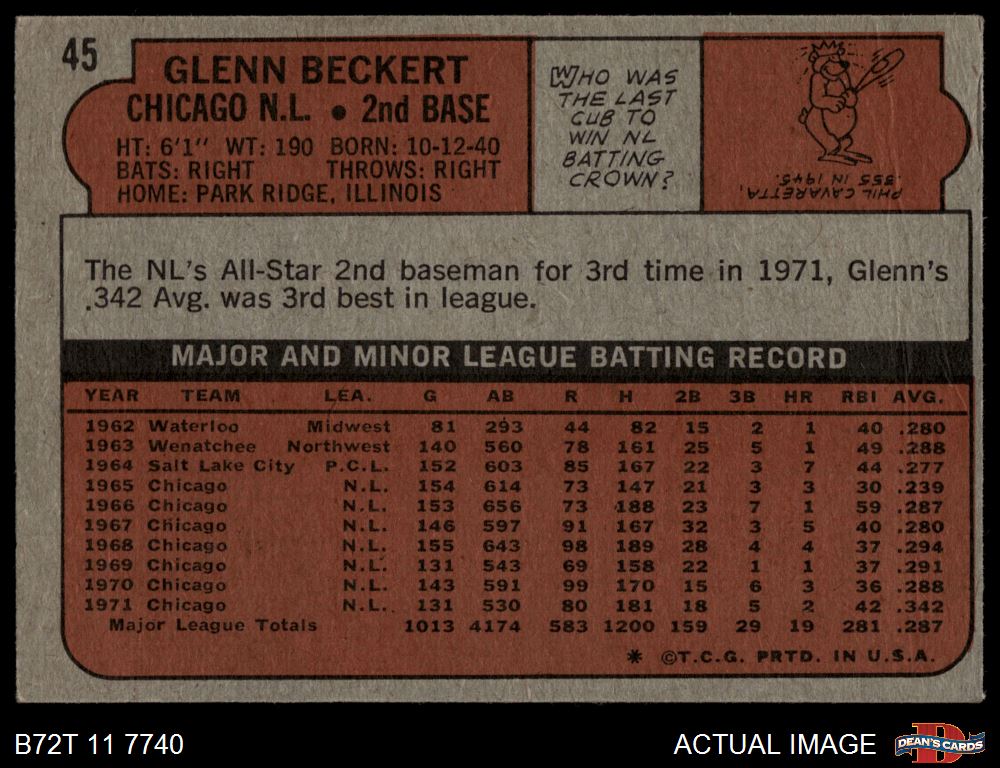 45
GLENN BECKERT
CHICAGO N.L. • 2nd BASE
HT: 6'1" WT: 190 BORN: 10-12-40
BATS: RIGHT THROWS: RIGHT
HOME: PARK RIDGE, ILLINOIS
WHO WAS
THE LAST
CUB TO
WIN NL
BATTING
CROWN?
PHIL CAVARETTA,
.355 IN 1945.
The NL's All-Star 2nd baseman for 3rd time in 1971, Glenn's
.342 Avg. was 3rd best in league.
MAJOR AND MINOR LEAGUE BATTING RECORD
YEAR TEAM LEA. G AB R H 2B 3B HR RBI AVG.
1962 Waterloo Midwest 81 293 44 82 15 2 1 40 .280
1963 Wenatchee Northwest 140 560 78 161 25 5 1 49 .288
1964 Salt Lake City P.C.L. 152 603 85 167 22 3 7 44 .277
1965 Chicago N.L. 154 614 73 147 21 3 3 30 .239
1966 Chicago N.L. 153 656 73 188 23 7 1 59 .287
1967 Chicago N.L. 146 597 91 167 32 3 5 40 .280
1968 Chicago N.L. 155 643 98 189 28 4 4 37 .294
1969 Chicago N.L. 131 543 69 158 22 1 1 37 .291
1970 Chicago N.L. 143 591 99 170 15 6 3 36 .288
1971 Chicago N.L. 131 530 80 181 18 5 2 42 .342
Major League Totals 1013 4174 583 1200 159 29 19 281 .287
* ©T.C.G. PRTD. IN U.S.A.
B72T 11 7740
ACTUAL IMAGE
D
DEAN'S CARDS